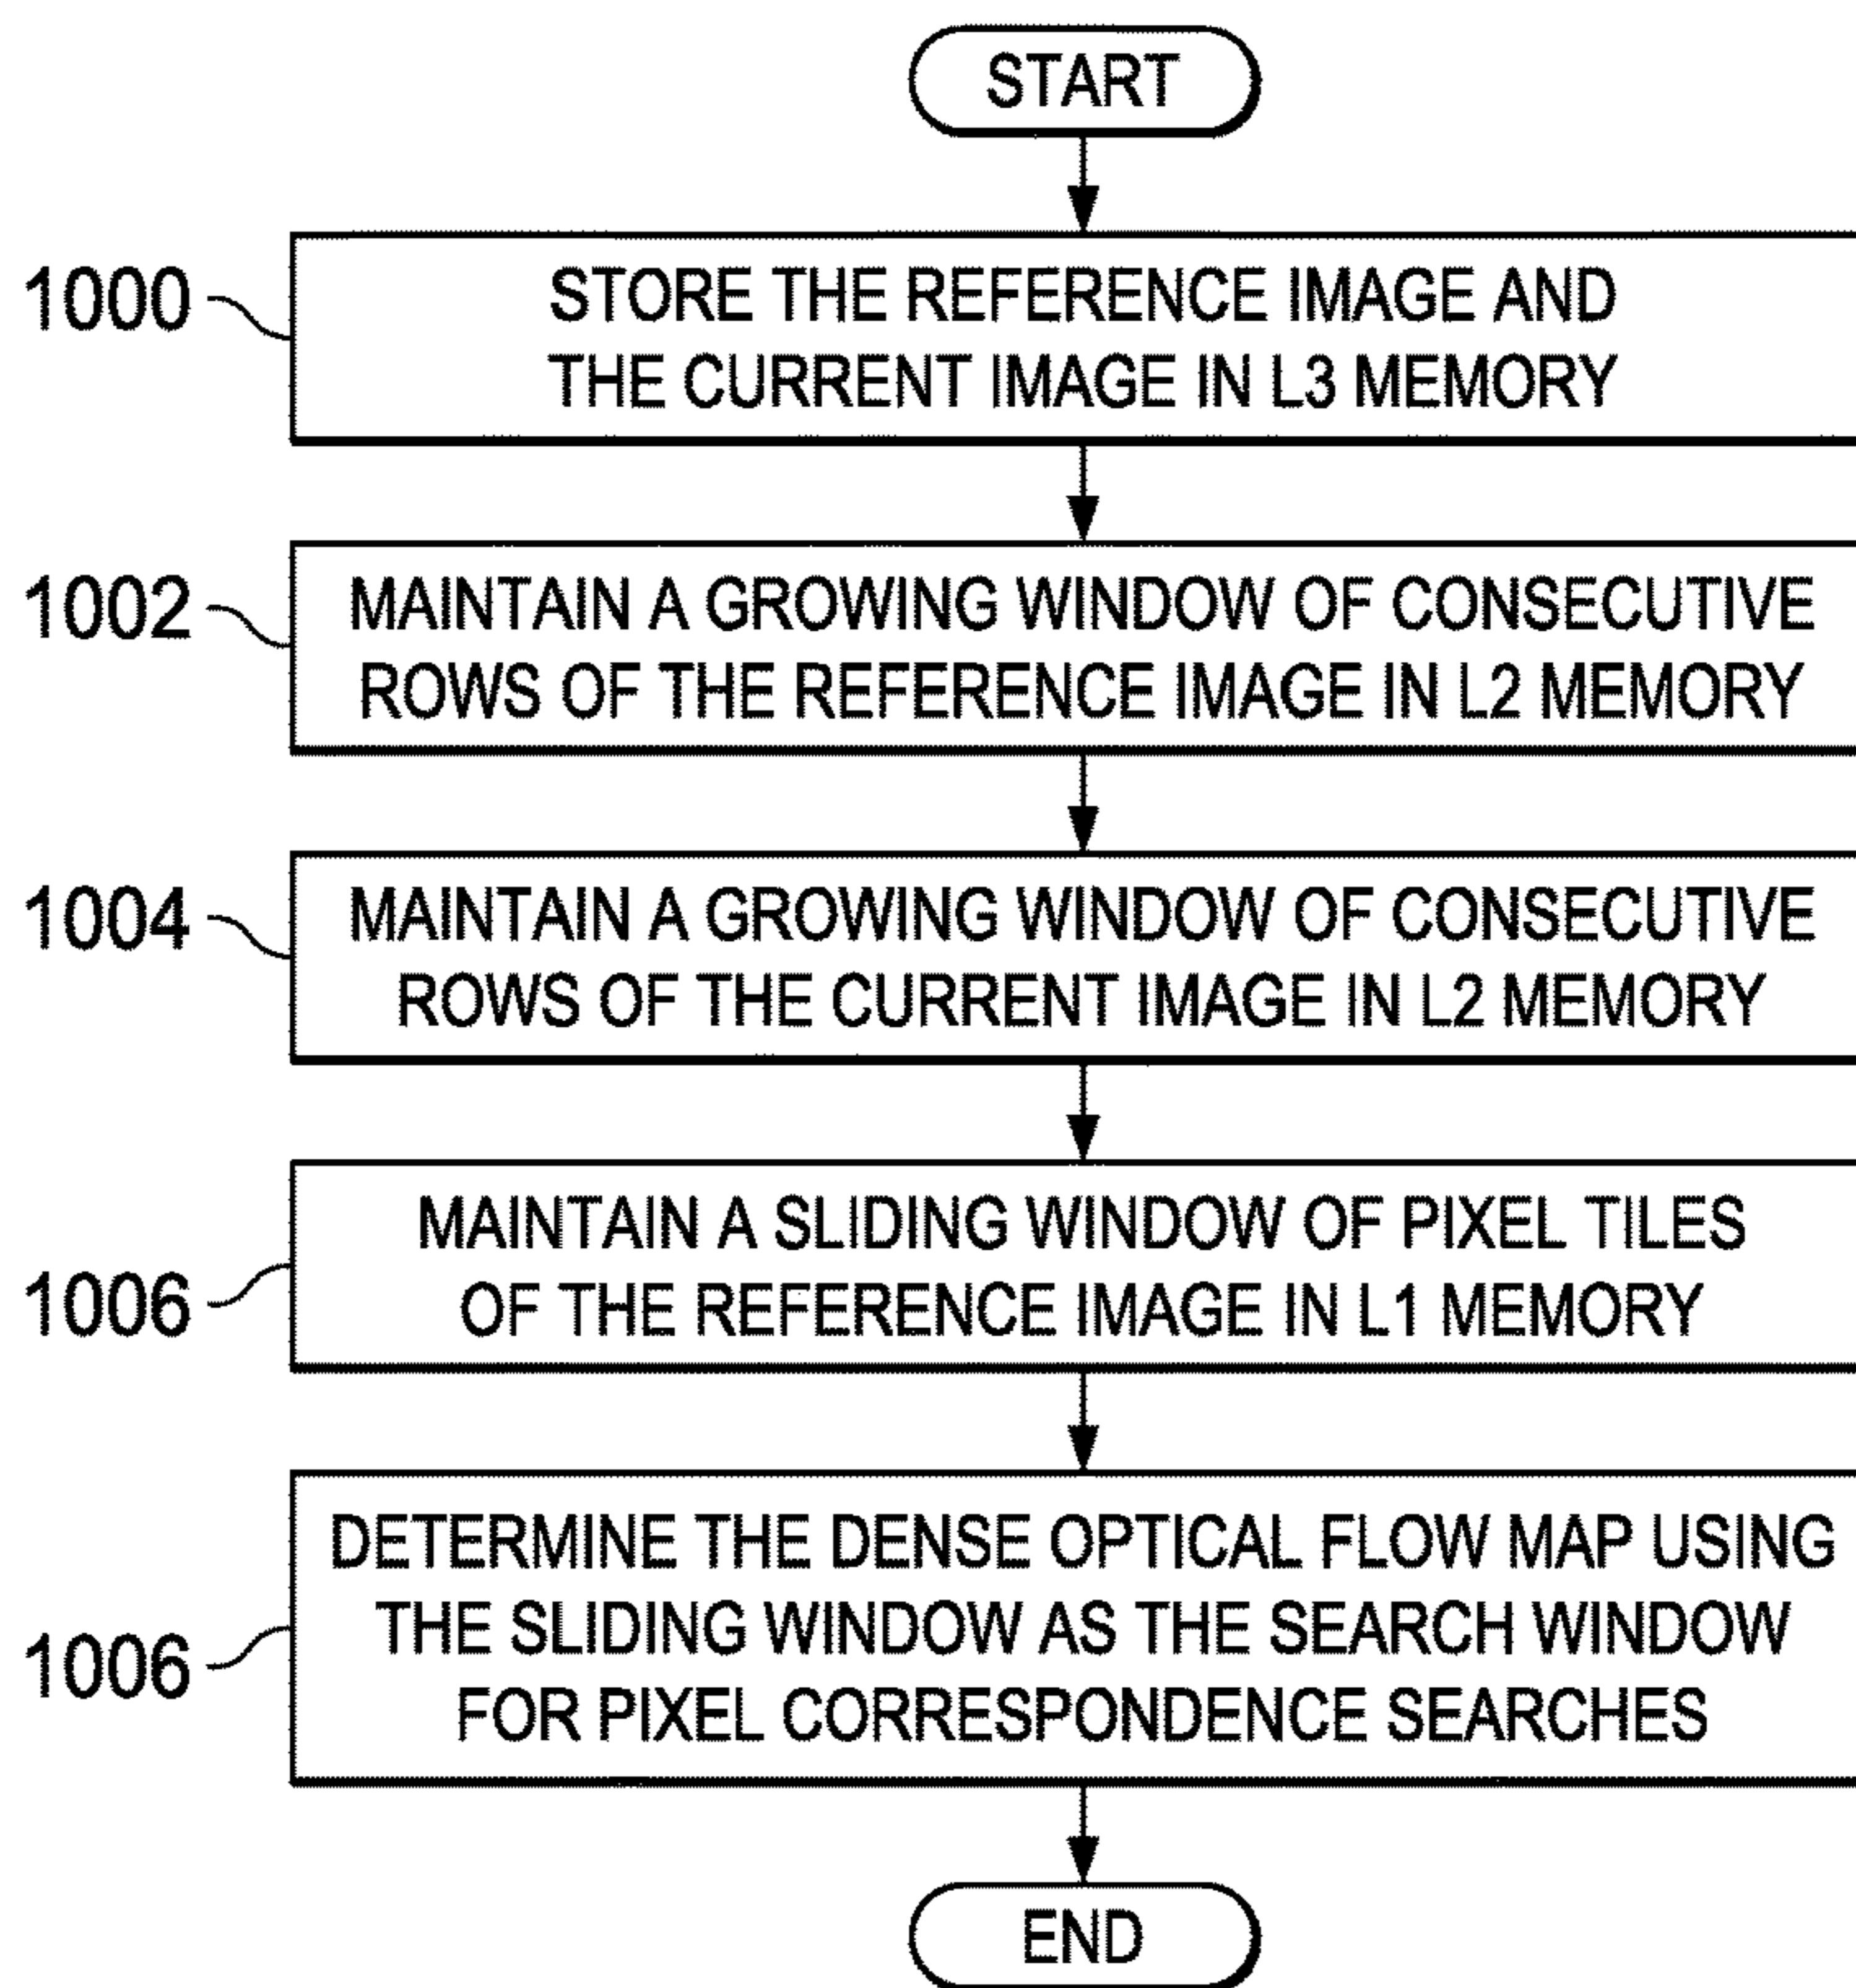 START
1000
STORE THE REFERENCE IMAGE AND
THE CURRENT IMAGE IN L3 MEMORY
1002
MAINTAIN A GROWING WINDOW OF CONSECUTIVE
ROWS OF THE REFERENCE IMAGE IN L2 MEMORY
1004
MAINTAIN A GROWING WINDOW OF CONSECUTIVE
ROWS OF THE CURRENT IMAGE IN L2 MEMORY
1006
MAINTAIN A SLIDING WINDOW OF PIXEL TILES
OF THE REFERENCE IMAGE IN L1 MEMORY
1006
DETERMINE THE DENSE OPTICAL FLOW MAP USING
THE SLIDING WINDOW AS THE SEARCH WINDOW
FOR PIXEL CORRESPONDENCE SEARCHES
END